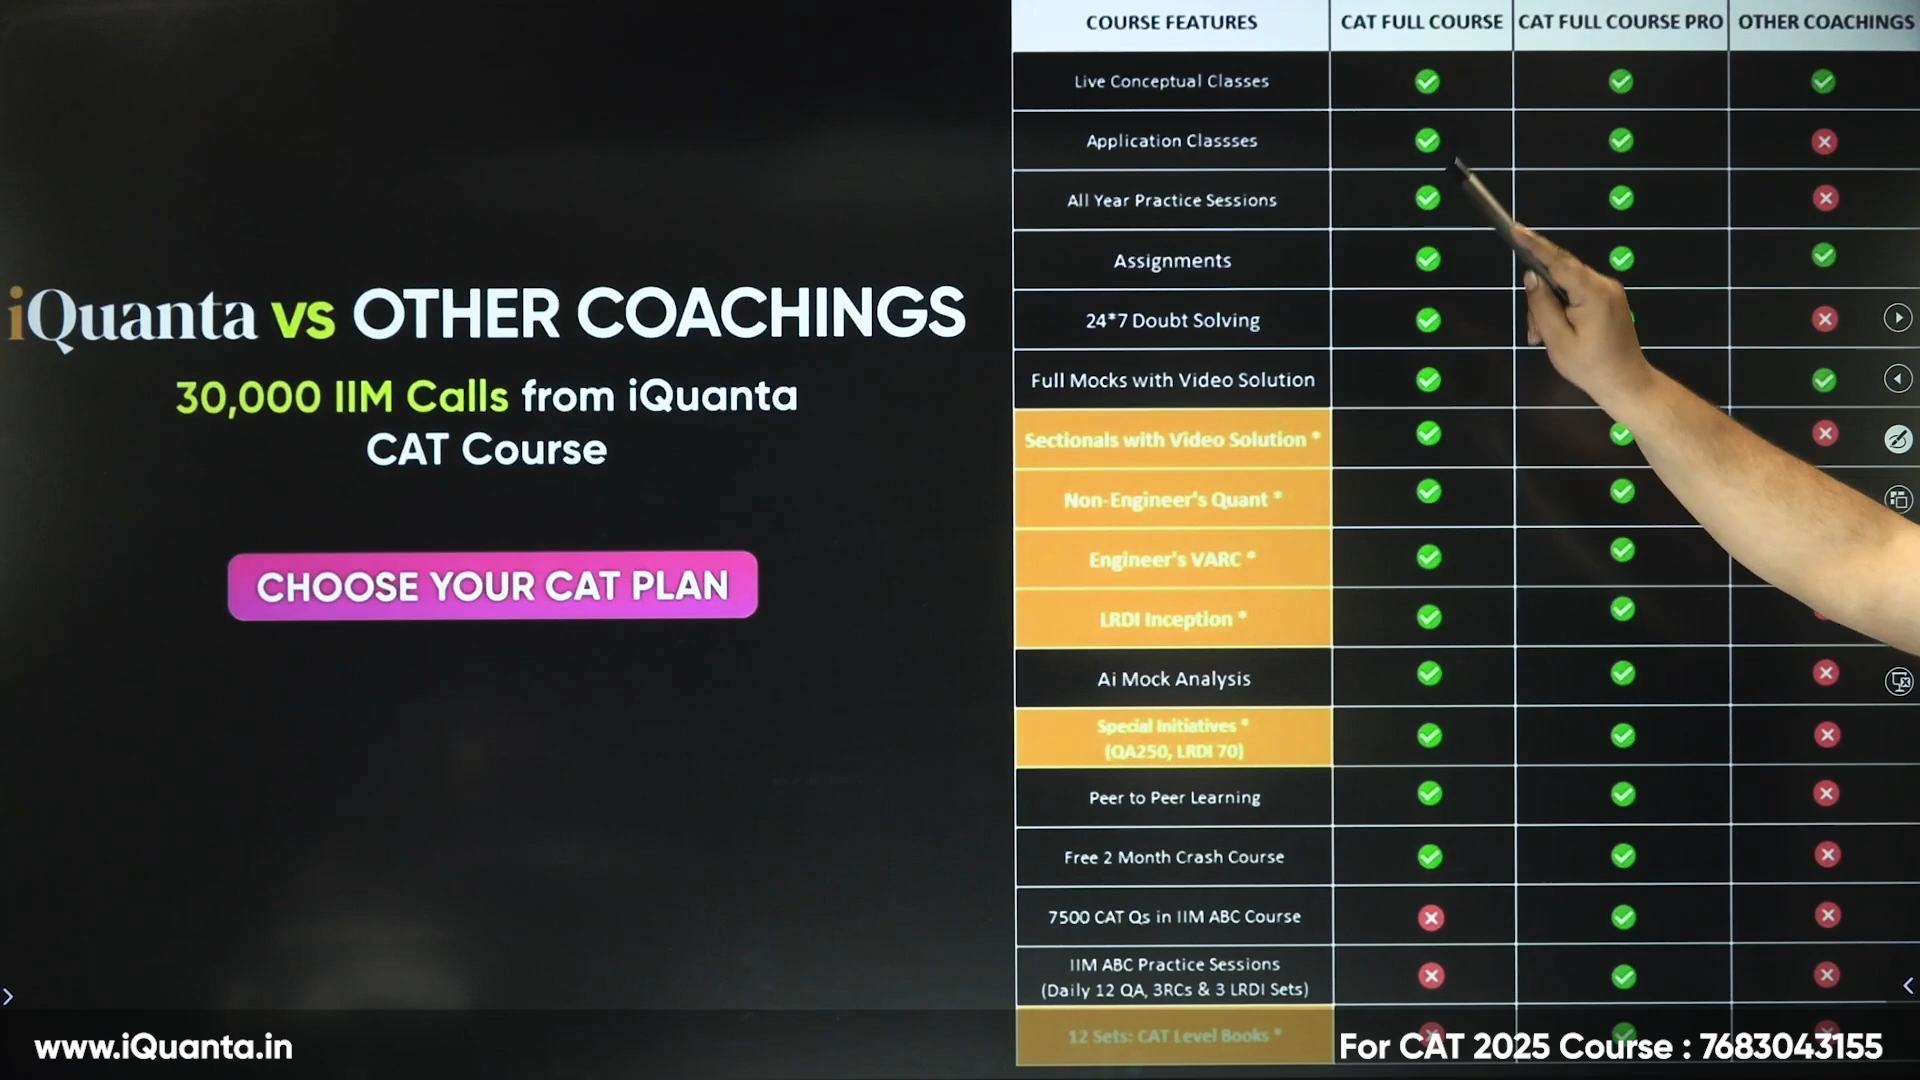 iQuanta vs OTHER COACHINGS
30,000 IIM Calls from iQuanta
CAT Course
CHOOSE YOUR CAT PLAN
COURSE FEATURES CAT FULL COURSE CAT FULL COURSE PRO OTHER COACHINGS
Live Conceptual Classes
Application Classses
All Year Practice Sessions
Assignments
24*7 Doubt Solving
Full Mocks with Video Solution
Sectionals with Video Solution *
Non-Engineer's Quant *
Engineer's VARC *
LRDI Inception *
Ai Mock Analysis
Special Initiatives *
(QA250, LRDI 70)
Peer to Peer Learning
Free 2 Month Crash Course
7500 CAT Qs in IIM ABC Course
IIM ABC Practice Sessions
(Daily 12 QA, 3RCs & 3 LRDI Sets)
12 Sets: CAT Level Books *
www.iQuanta.in
For CAT 2025 Course : 7683043155